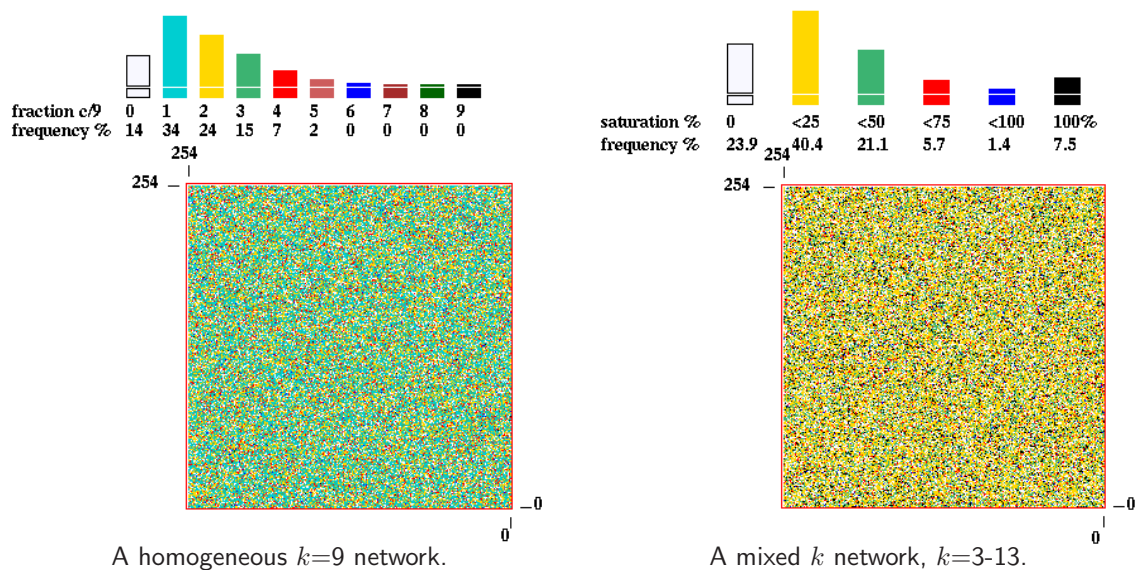 fraction c/9 0 1 2 3 4 5 6 7 8 9
frequency % 14 34 24 15 7 2 0 0 0 0
254
254
0
0
A homogeneous k=9 network.
saturation % 0 <25 <50 <75 <100 100%
frequency % 23.9 40.4 21.1 5.7 1.4 7.5
254
254
0
0
A mixed k network, k=3-13.